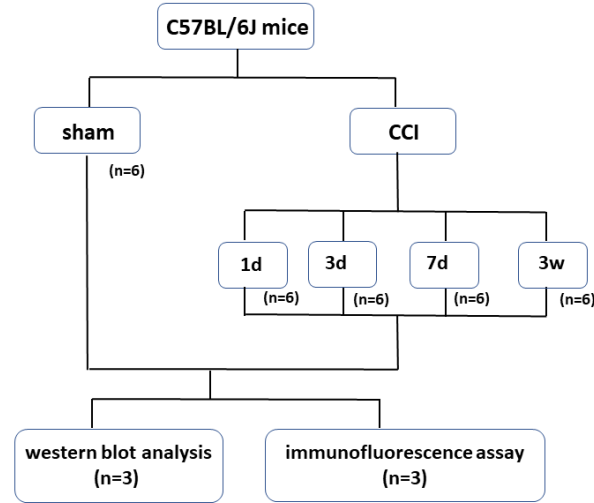 C57BL/6J mice
sham
CCI
(n=6)
1d
3d
7d
3w
(n=6)
(n=6)
(n=6)
(n=6)
western blot analysis
(n=3)
immunofluorescence assay
(n=3)